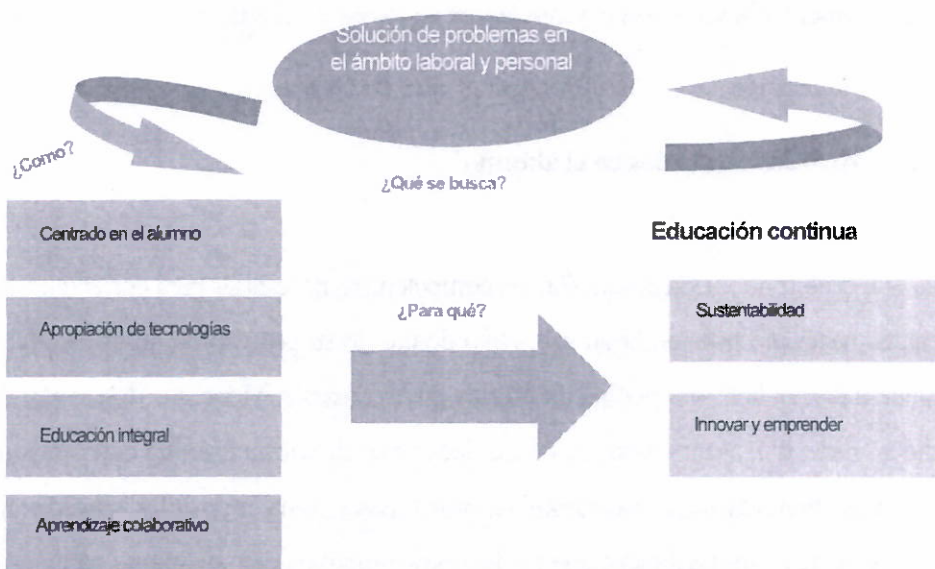 Solución de problemas en
el ámbito laboral y personal
¿Como?
¿Qué se busca?
Centrado en el alumno
Educación continua
Apropiación de tecnologías
¿Para qué?
Sustentabilidad
Educación integral
Innovar y emprender
Aprendizaje colaborativo